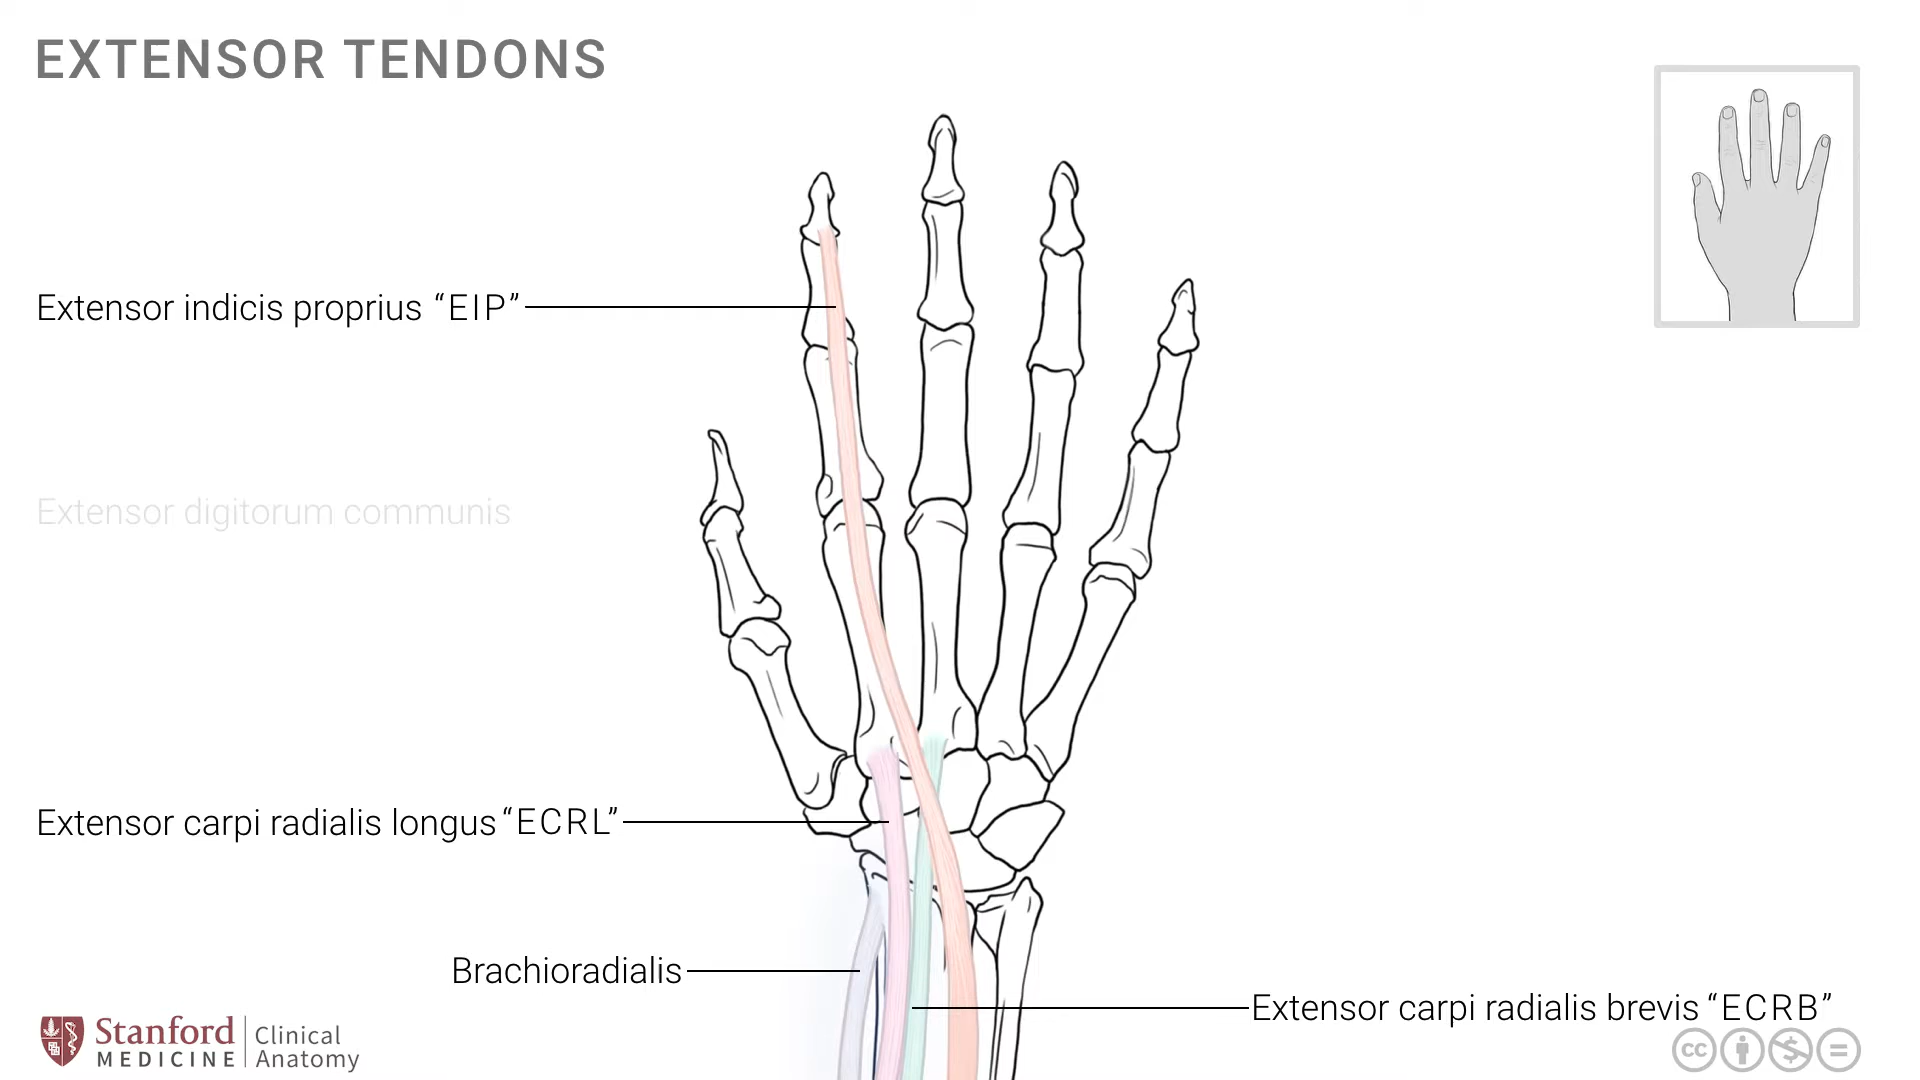 EXTENSOR TENDONS
Extensor indicis proprius “EIP”
Extensor digitorum communis
Extensor carpi radialis longus “ECRL”
Brachioradialis
Extensor carpi radialis brevis “ECRB”
Stanford
MEDICINE
Clinical
Anatomy
cc